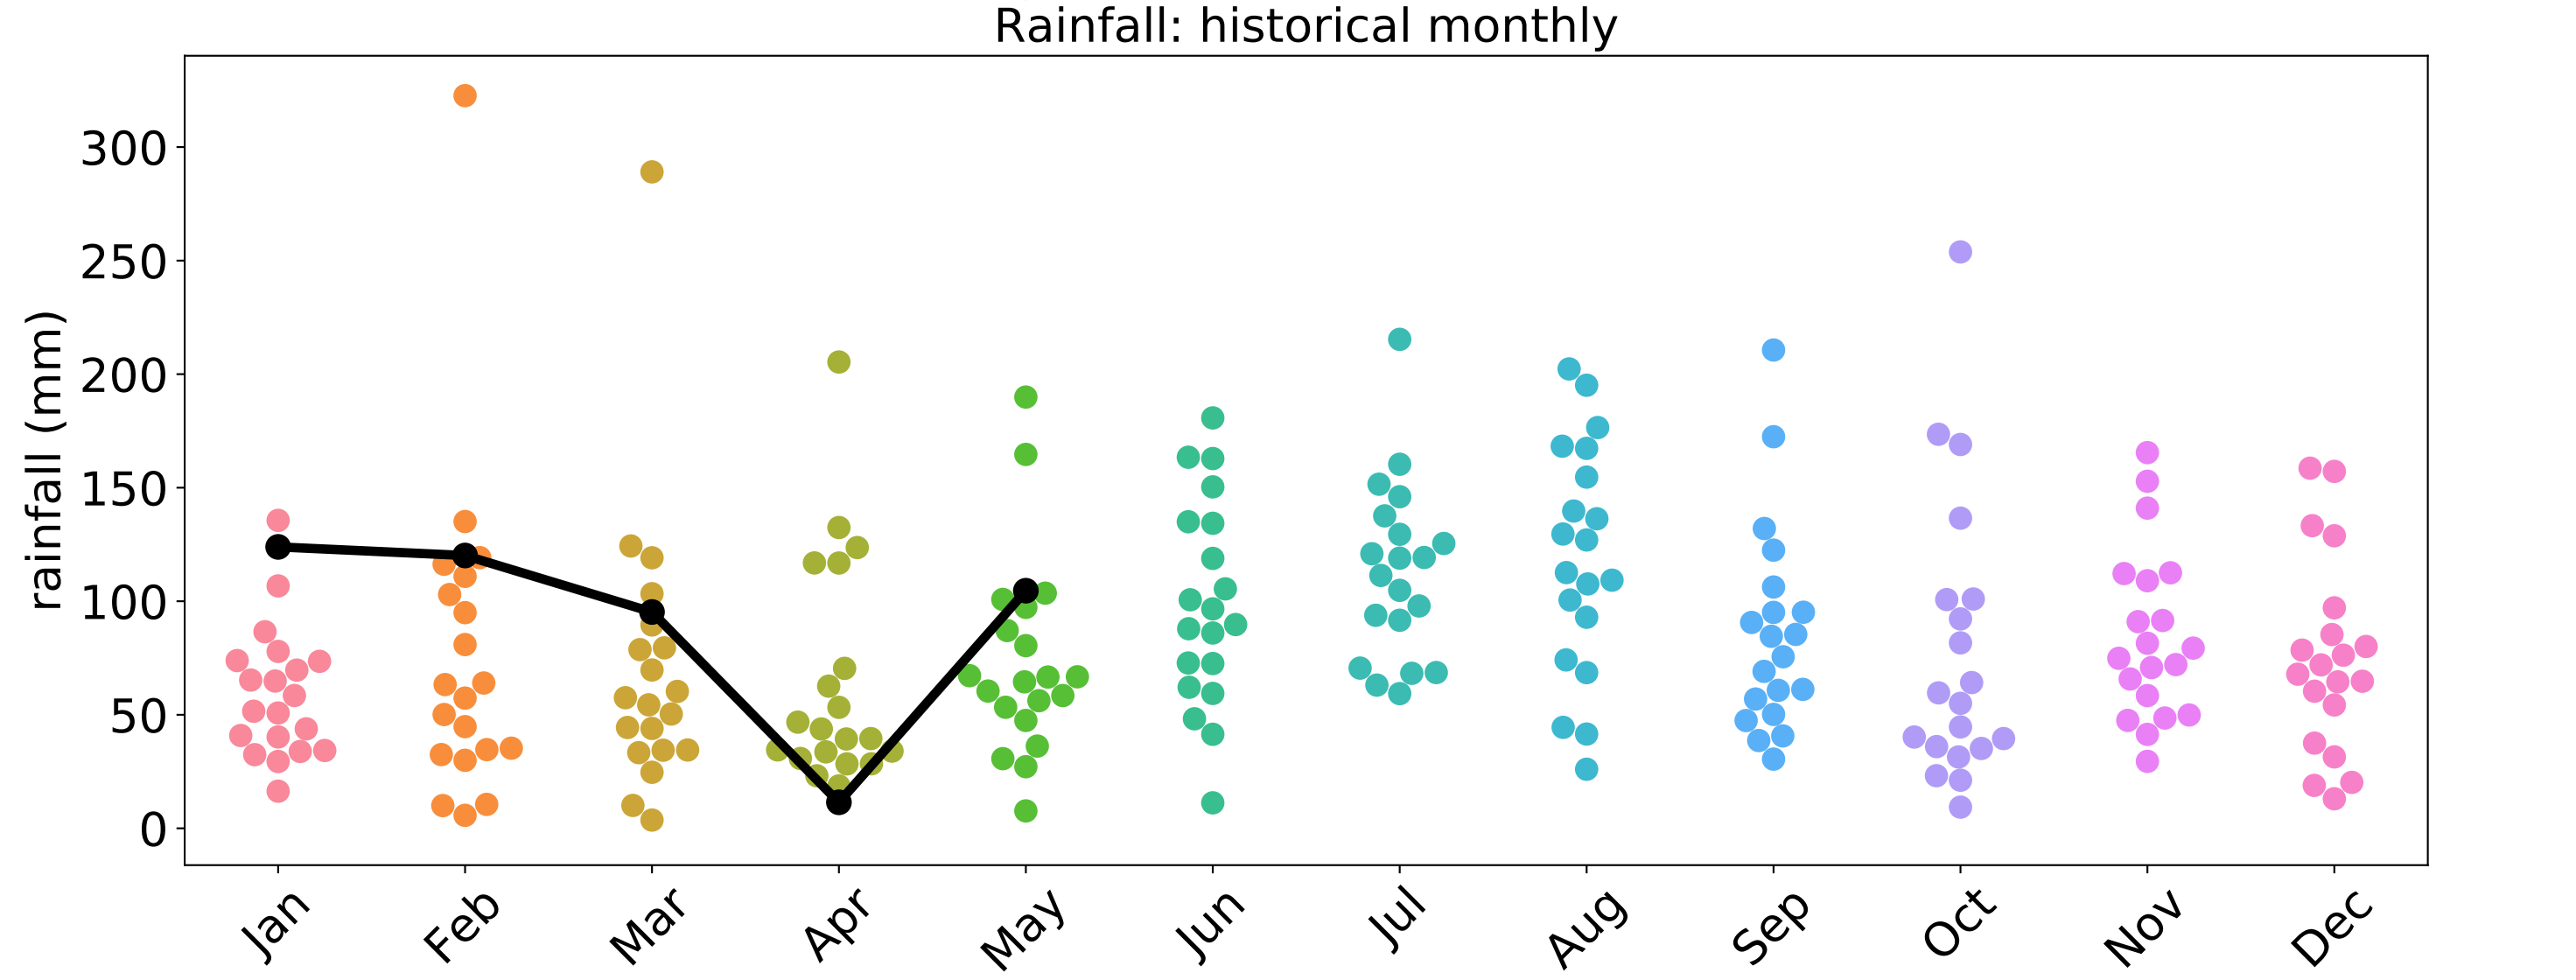 Rainfall: historical monthly
rainfall (mm)
300
250
200
150
100
50
0
Jan
Feb
Mar
Apr
May
Jun
Jul
Aug
Sep
Oct
Nov
Dec